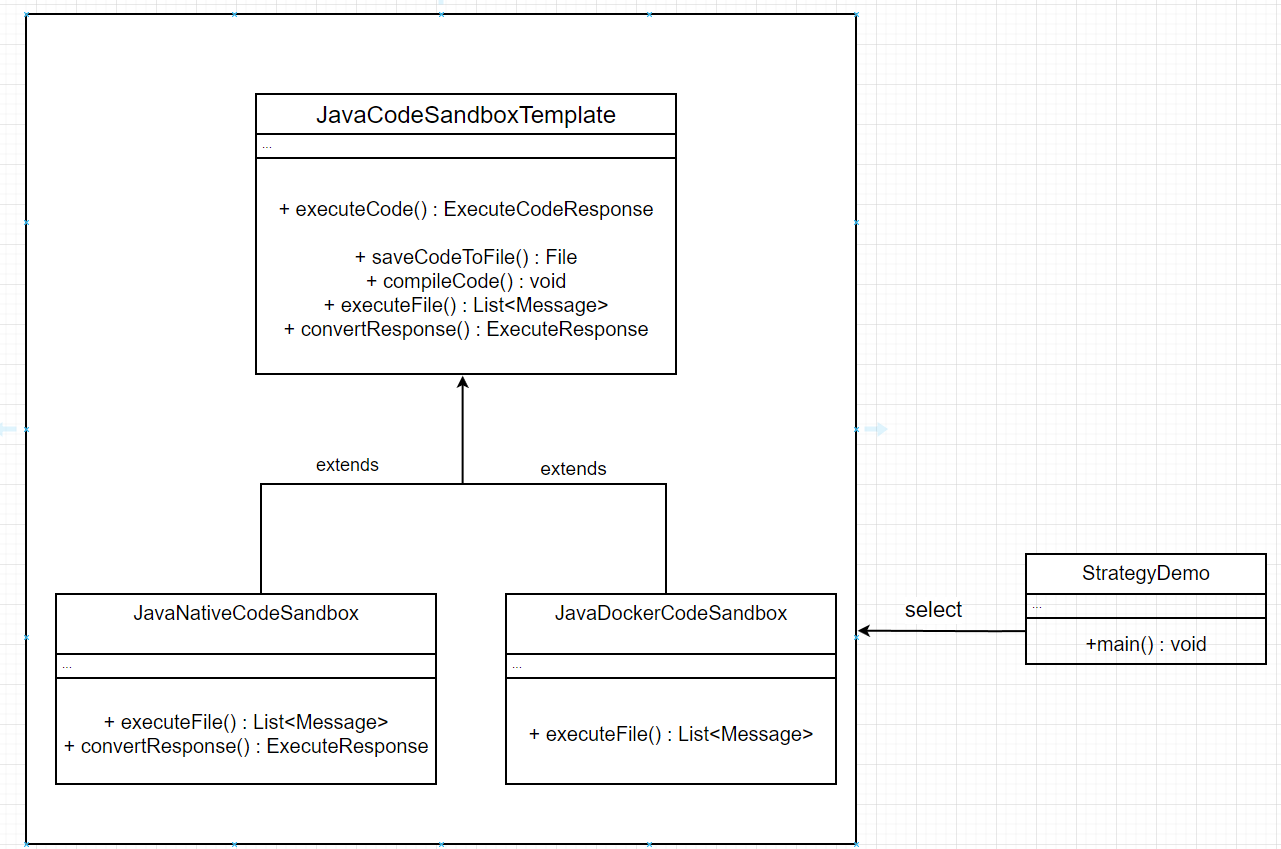 JavaCodeSandboxTemplate
...
+ executeCode() : ExecuteCodeResponse
+ saveCodeToFile() : File
+ compileCode() : void
+ executeFile() : List<Message>
+ convertResponse() : ExecuteResponse
extends
extends
JavaNativeCodeSandbox
...
+ executeFile() : List<Message>
+ convertResponse() : ExecuteResponse
JavaDockerCodeSandbox
...
+ executeFile() : List<Message>
select
StrategyDemo
...
+main() : void